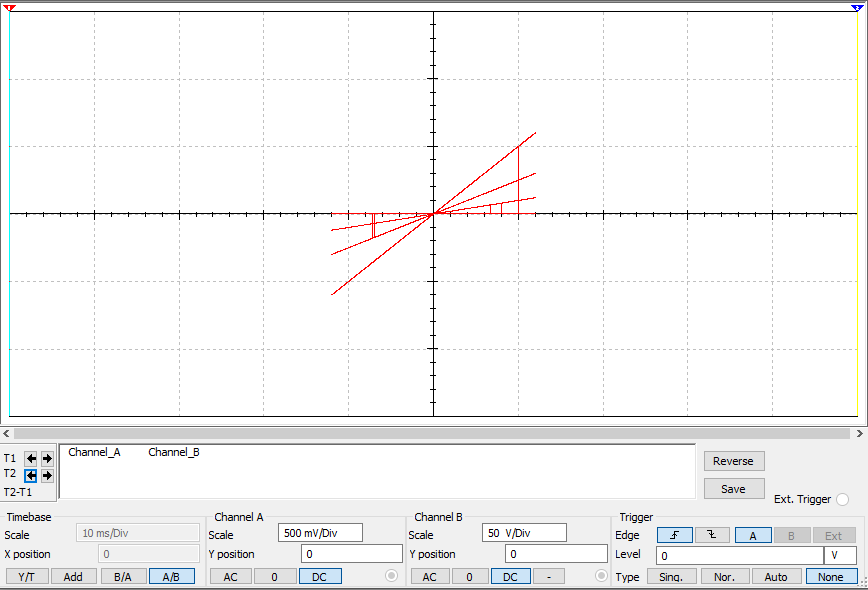 T1
T2
T2-T1
Channel_A Channel_B
Reverse
Save
Ext. Trigger
Timebase
Scale 10 ms/Div
X position 0
Y/T Add B/A A/B
Channel A
Scale 500 mV/Div
Y position 0
AC 0 DC
Channel B
Scale 50 V/Div
Y position 0
AC 0 DC -
Trigger
Edge A B Ext
Level 0 V
Type Sing. Nor. Auto None